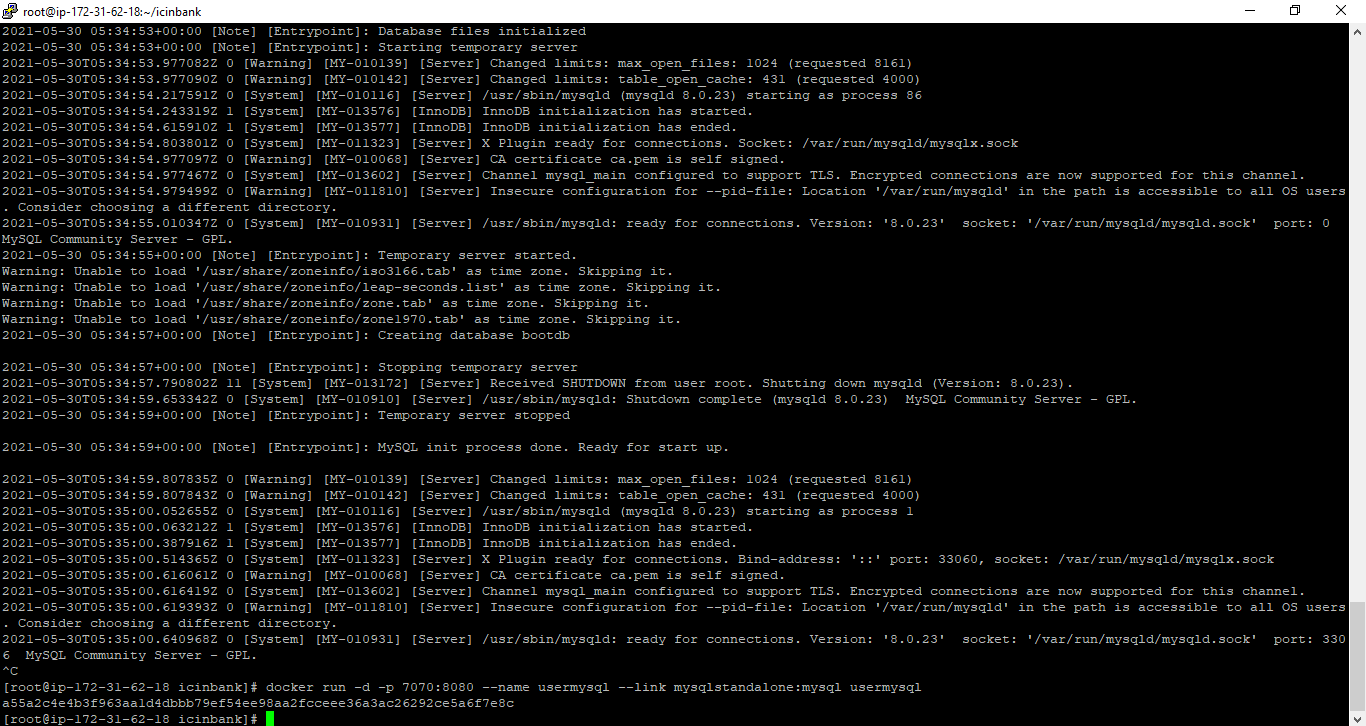 root@ip-172-31-62-18:~/icinbank
2021-05-30 05:34:53+00:00 [Note] [Entrypoint]: Database files initialized
2021-05-30 05:34:53+00:00 [Note] [Entrypoint]: Starting temporary server
2021-05-30T05:34:53.977082Z 0 [Warning] [MY-010139] [Server] Changed limits: max_open_files: 1024 (requested 8161)
2021-05-30T05:34:53.977090Z 0 [Warning] [MY-010142] [Server] Changed limits: table_open_cache: 431 (requested 4000)
2021-05-30T05:34:54.217591Z 0 [System] [MY-010116] [Server] /usr/sbin/mysqld (mysqld 8.0.23) starting as process 86
2021-05-30T05:34:54.243319Z 1 [System] [MY-013576] [InnoDB] InnoDB initialization has started.
2021-05-30T05:34:54.615910Z 1 [System] [MY-013577] [InnoDB] InnoDB initialization has ended.
2021-05-30T05:34:54.803801Z 0 [System] [MY-011323] [Server] X Plugin ready for connections. Socket: /var/run/mysqld/mysqlx.sock
2021-05-30T05:34:54.977097Z 0 [Warning] [MY-010068] [Server] CA certificate ca.pem is self signed.
2021-05-30T05:34:54.977467Z 0 [System] [MY-013602] [Server] Channel mysql_main configured to support TLS. Encrypted connections are now supported for this channel.
2021-05-30T05:34:54.979499Z 0 [Warning] [MY-011810] [Server] Insecure configuration for --pid-file: Location '/var/run/mysqld' in the path is accessible to all OS users
. Consider choosing a different directory.
2021-05-30T05:34:55.010347Z 0 [System] [MY-010931] [Server] /usr/sbin/mysqld: ready for connections. Version: '8.0.23'  socket: '/var/run/mysqld/mysqld.sock'  port: 0
MySQL Community Server - GPL.
2021-05-30 05:34:55+00:00 [Note] [Entrypoint]: Temporary server started.
Warning: Unable to load '/usr/share/zoneinfo/iso3166.tab' as time zone. Skipping it.
Warning: Unable to load '/usr/share/zoneinfo/leap-seconds.list' as time zone. Skipping it.
Warning: Unable to load '/usr/share/zoneinfo/zone.tab' as time zone. Skipping it.
Warning: Unable to load '/usr/share/zoneinfo/zone1970.tab' as time zone. Skipping it.
2021-05-30 05:34:57+00:00 [Note] [Entrypoint]: Creating database bootdb
2021-05-30 05:34:57+00:00 [Note] [Entrypoint]: Stopping temporary server
2021-05-30T05:34:57.790802Z 11 [System] [MY-013172] [Server] Received SHUTDOWN from user root. Shutting down mysqld (Version: 8.0.23).
2021-05-30T05:34:59.653342Z 0 [System] [MY-010910] [Server] /usr/sbin/mysqld: Shutdown complete (mysqld 8.0.23)  MySQL Community Server - GPL.
2021-05-30 05:34:59+00:00 [Note] [Entrypoint]: Temporary server stopped
2021-05-30 05:34:59+00:00 [Note] [Entrypoint]: MySQL init process done. Ready for start up.
2021-05-30T05:34:59.807835Z 0 [Warning] [MY-010139] [Server] Changed limits: max_open_files: 1024 (requested 8161)
2021-05-30T05:34:59.807843Z 0 [Warning] [MY-010142] [Server] Changed limits: table_open_cache: 431 (requested 4000)
2021-05-30T05:35:00.052655Z 0 [System] [MY-010116] [Server] /usr/sbin/mysqld (mysqld 8.0.23) starting as process 1
2021-05-30T05:35:00.063212Z 1 [System] [MY-013576] [InnoDB] InnoDB initialization has started.
2021-05-30T05:35:00.387916Z 1 [System] [MY-013577] [InnoDB] InnoDB initialization has ended.
2021-05-30T05:35:00.514365Z 0 [System] [MY-011323] [Server] X Plugin ready for connections. Bind-address: '::' port: 33060, socket: /var/run/mysqld/mysqlx.sock
2021-05-30T05:35:00.616061Z 0 [Warning] [MY-010068] [Server] CA certificate ca.pem is self signed.
2021-05-30T05:35:00.616419Z 0 [System] [MY-013602] [Server] Channel mysql_main configured to support TLS. Encrypted connections are now supported for this channel.
2021-05-30T05:35:00.619393Z 0 [Warning] [MY-011810] [Server] Insecure configuration for --pid-file: Location '/var/run/mysqld' in the path is accessible to all OS users
. Consider choosing a different directory.
2021-05-30T05:35:00.640968Z 0 [System] [MY-010931] [Server] /usr/sbin/mysqld: ready for connections. Version: '8.0.23'  socket: '/var/run/mysqld/mysqld.sock'  port: 330
6  MySQL Community Server - GPL.
^C
[root@ip-172-31-62-18 icinbank]# docker run -d -p 7070:8080 --name usermysql --link mysqlstandalone:mysql usermysql
a55a2c4e4b3f963aa1d4dbbb79ef54ee98aa2fcceee36a3ac26292ce5a6f7e8c
[root@ip-172-31-62-18 icinbank]#